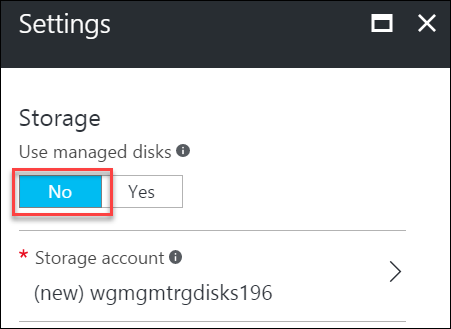 Settings
Storage
Use managed disks
No Yes
* Storage account
(new) wgmgmtrgdisks196